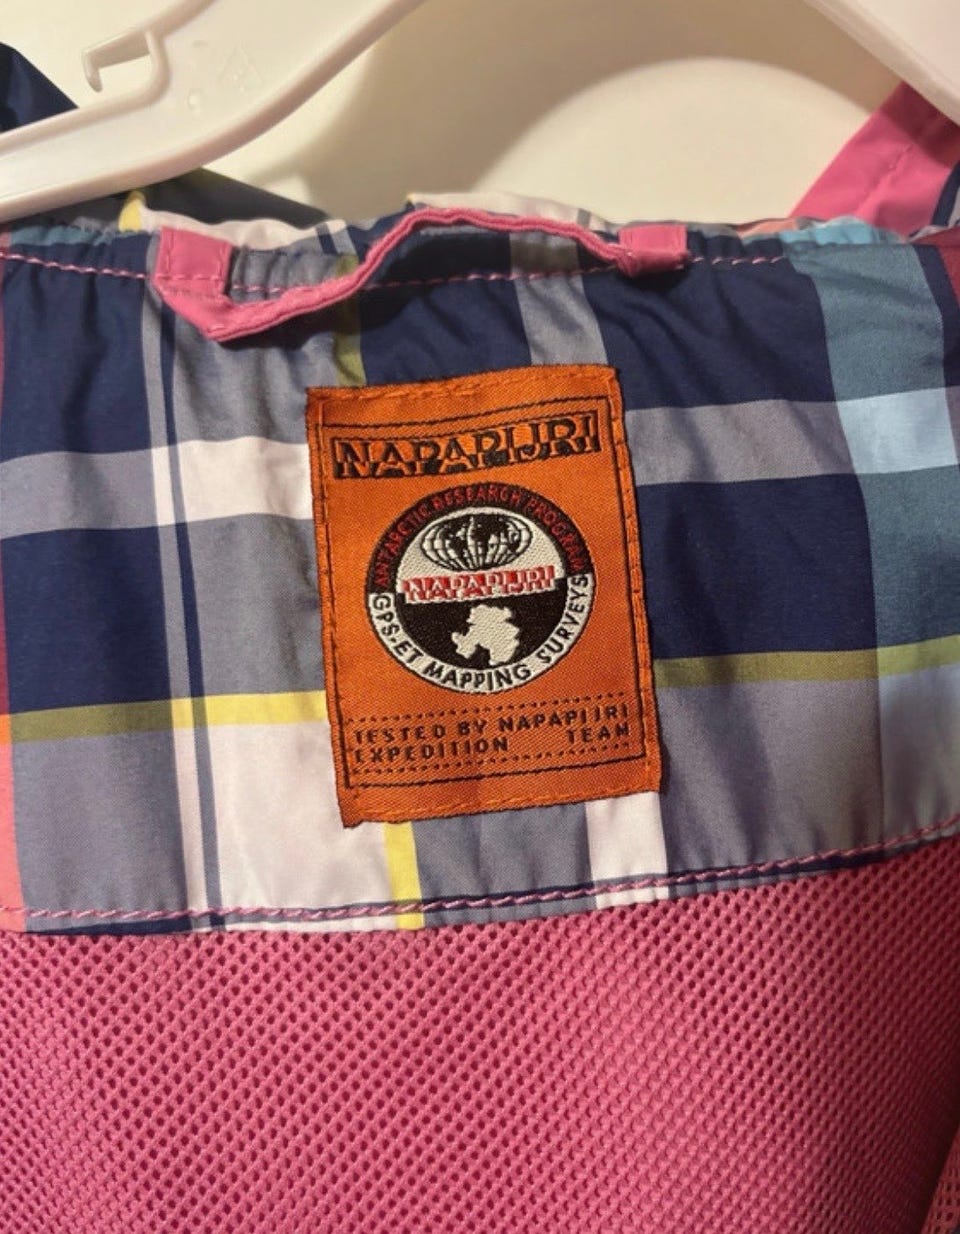 NAPAPIJRI
ANTARCTIC RESEARCH PROGRAM
NAPAPIJRI
GPS.ET MAPPING SURVEYS
TESTED BY NAPAPIJRI
EXPEDITION TEAM